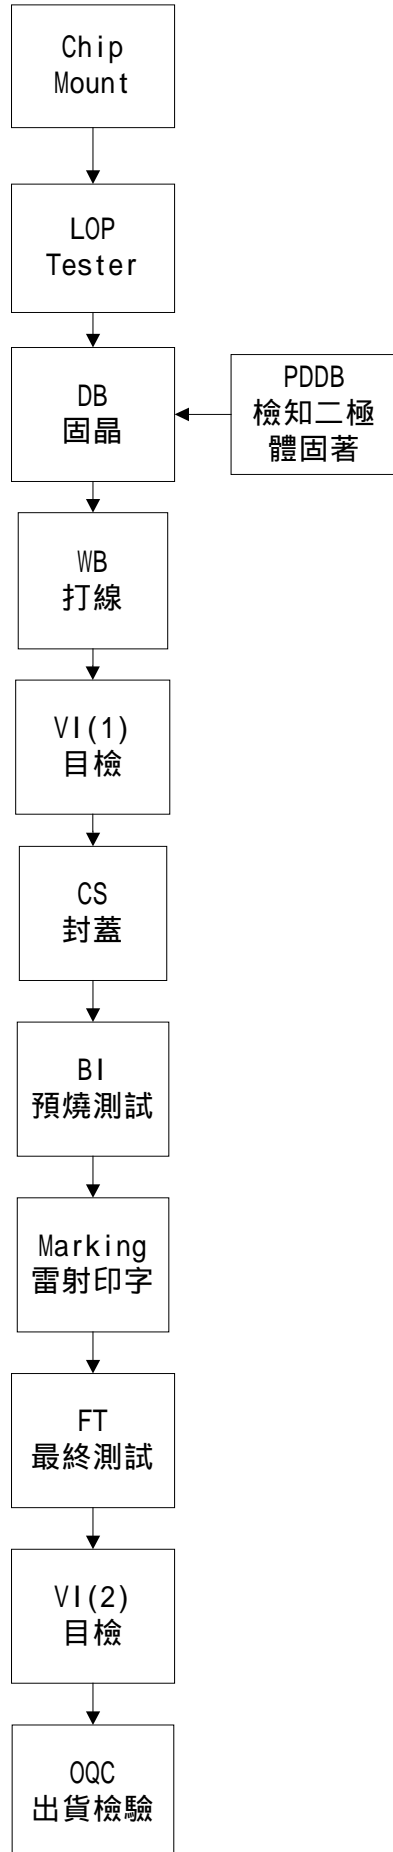 Chip
Mount
LOP
Tester
DB
固晶
PDDB
檢知二極
體固著
WB
打線
VI(1)
目檢
CS
封蓋
BI
預燒測試
Marking
雷射印字
FT
最終測試
VI(2)
目檢
OQC
出貨檢驗